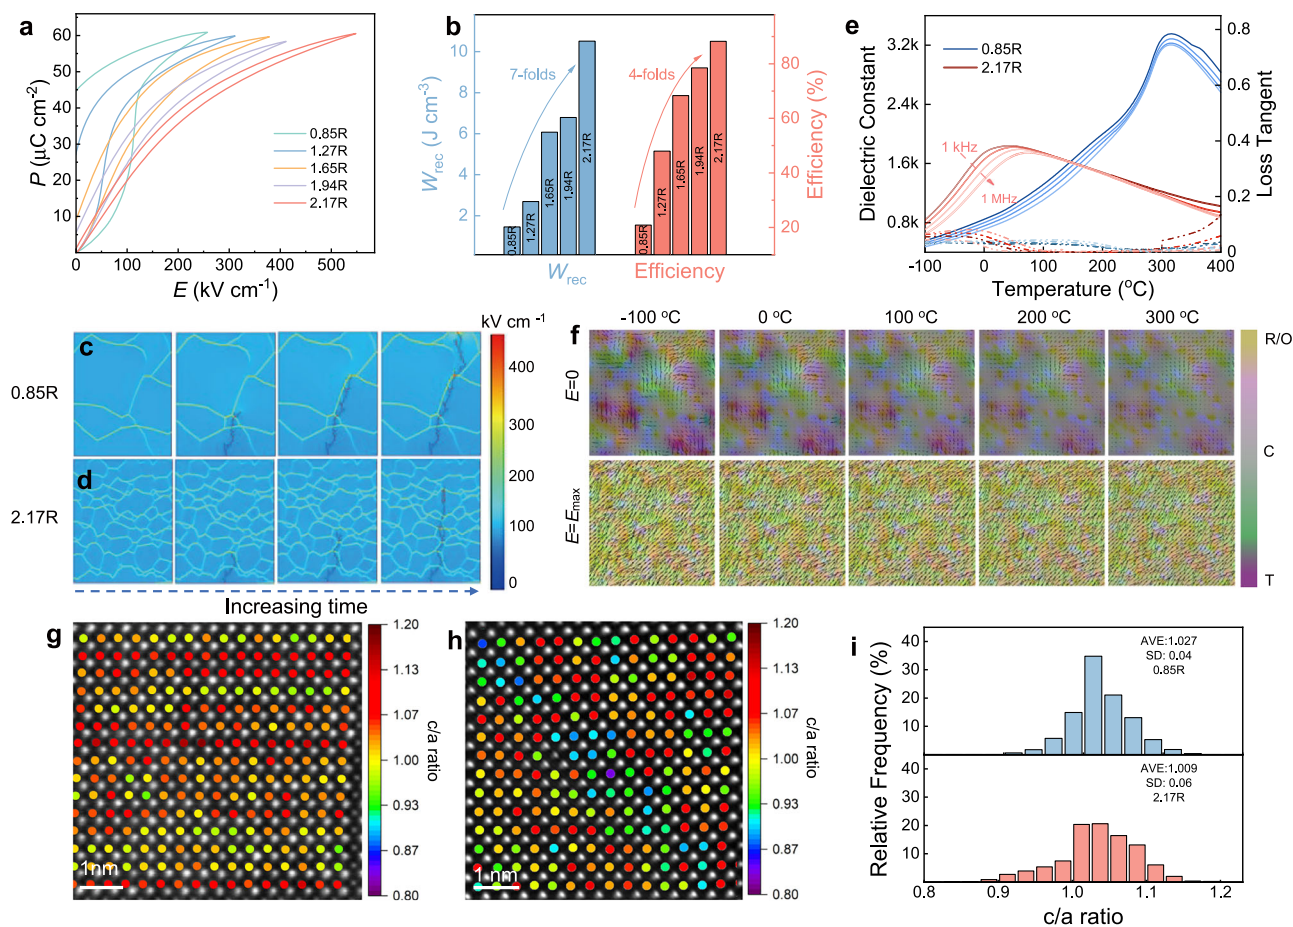 a
P (μC cm⁻²)
60
50
40
30
20
10
0
100
200
300
400
500
E (kV cm⁻¹)
0.85R
1.27R
1.65R
1.94R
2.17R
b
Wrec (J cm⁻³)
10
8
6
4
2
7-folds
4-folds
0.85R
1.27R
1.65R
1.94R
2.17R
0.85R
1.27R
1.65R
1.94R
2.17R
Wrec
Efficiency
80
60
40
20
Efficiency (%)
e
Dielectric Constant
3.2k
2.4k
1.6k
0.8k
0.85R
2.17R
1 kHz
1 MHz
0.8
0.6
0.4
0.2
0
Loss Tangent
-100
0
100
200
300
400
Temperature (°C)
c
0.85R
d
2.17R
Increasing time
kV cm⁻¹
400
300
200
100
0
f
-100 °C
0 °C
100 °C
200 °C
300 °C
E=0
E=Emax
R/O
C
T
g
1nm
1.20
1.13
1.07
1.00
0.93
0.87
0.80
c/a ratio
h
1 nm
1.20
1.13
1.07
1.00
0.93
0.87
0.80
c/a ratio
i
Relative Frequency (%)
40
30
20
10
AVE:1.027
SD: 0.04
0.85R
40
30
20
10
AVE:1.009
SD: 0.06
2.17R
0.8
0.9
1.0
1.1
1.2
c/a ratio